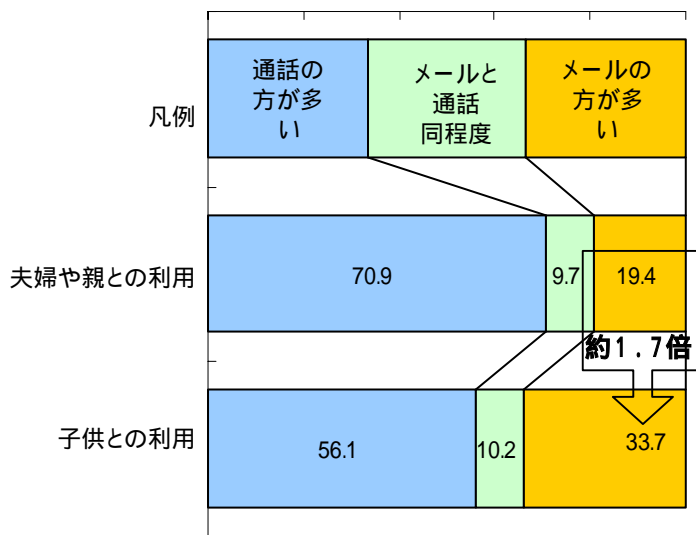 凡例
通話の
方が多
い
メールと
通話
同程度
メールの
方が多
い
夫婦や親との利用
70.9
9.7
19.4
約1.7倍
子供との利用
56.1
10.2
33.7